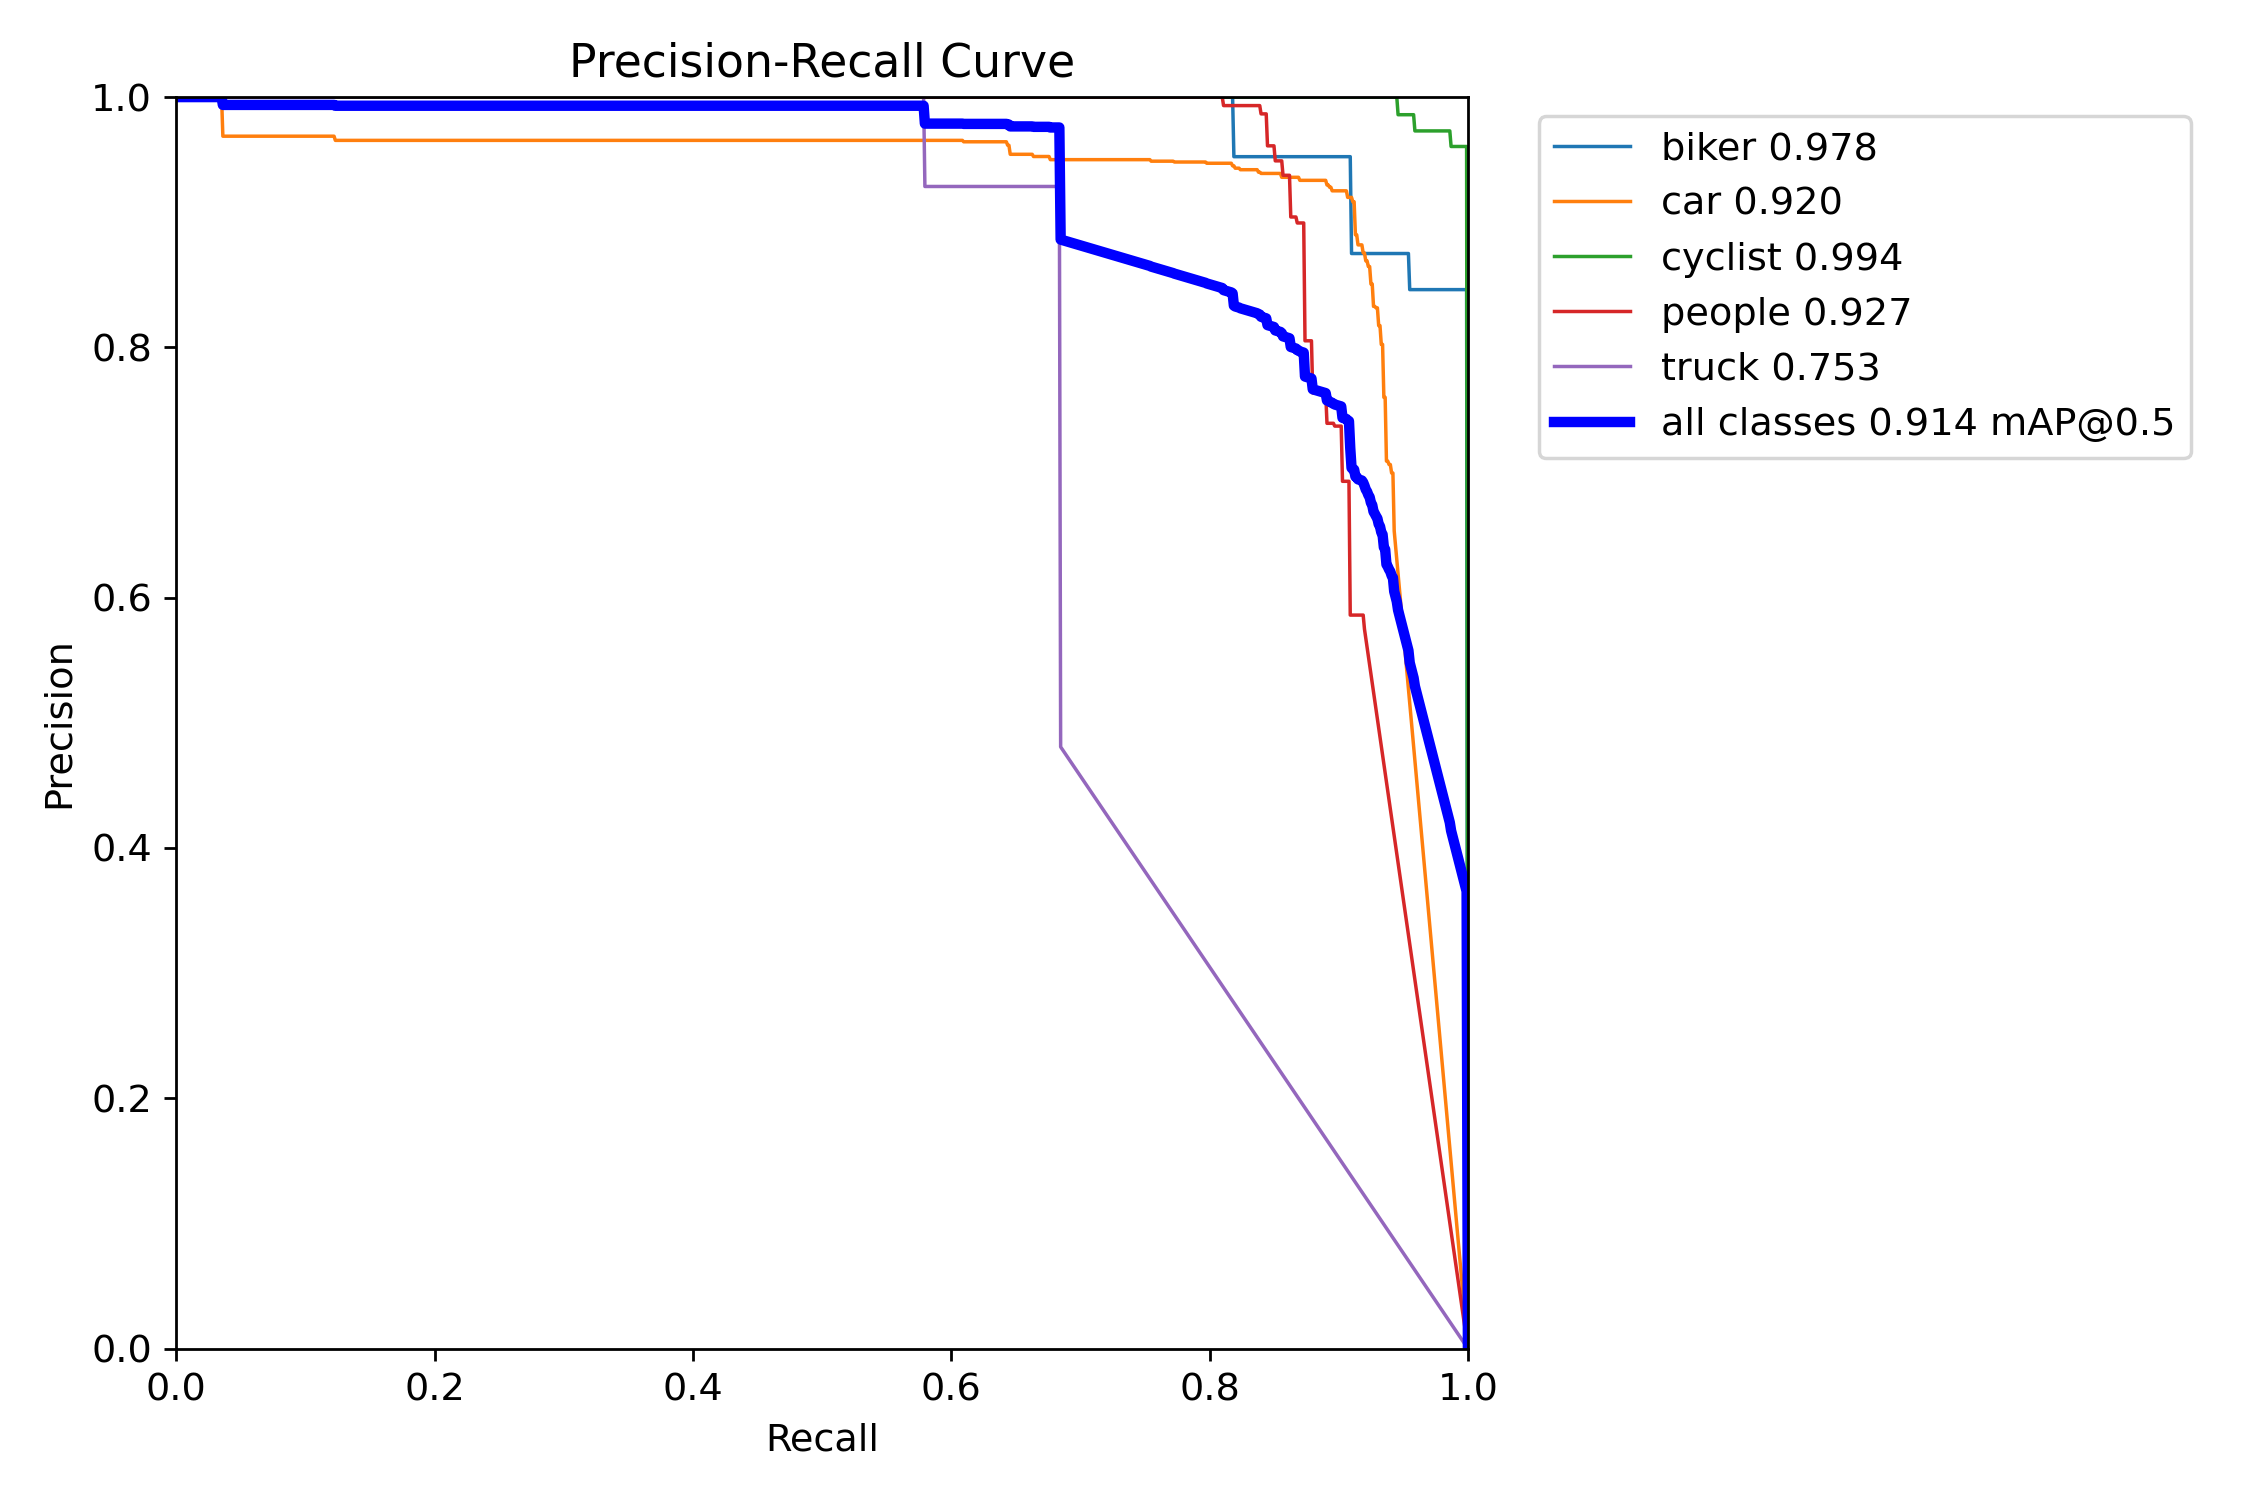 Precision-Recall Curve
1.0
0.8
0.6
0.4
0.2
0.0
Precision
0.0 0.2 0.4 0.6 0.8 1.0
Recall
biker 0.978
car 0.920
cyclist 0.994
people 0.927
truck 0.753
all classes 0.914 mAP@0.5